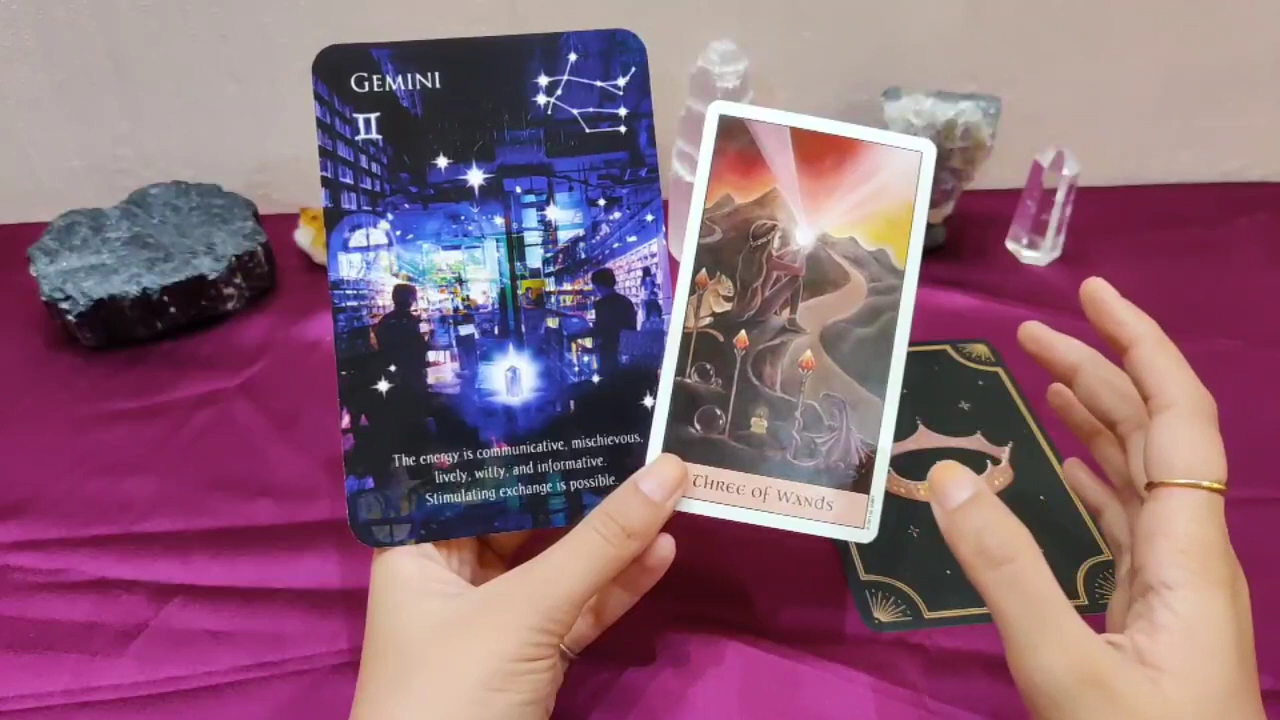 GEMINI
♊
The energy is communicative, mischievous,
lively, witty, and informative.
Stimulating exchange is possible.
THREE OF WANDS